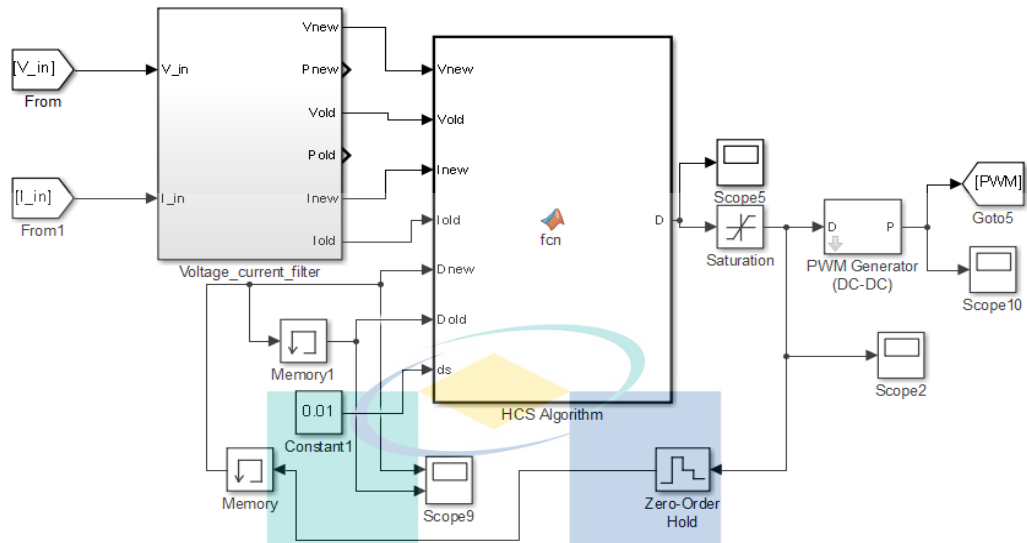 [V_in]
From
[I_in]
From1
V_in
I_in
Vnew
Pnew
Vold
Pold
Inew
Iold
Voltage_current_filter
Vnew
Vold
Inew
Iold
Dnew
Dold
ds
fcn
D
HCS Algorithm
Scope5
Saturation
D
P
PWM Generator
(DC-DC)
[PWM]
Goto5
Scope10
Scope2
Memory1
0.01
Constant1
Memory
Scope9
Zero-Order
Hold